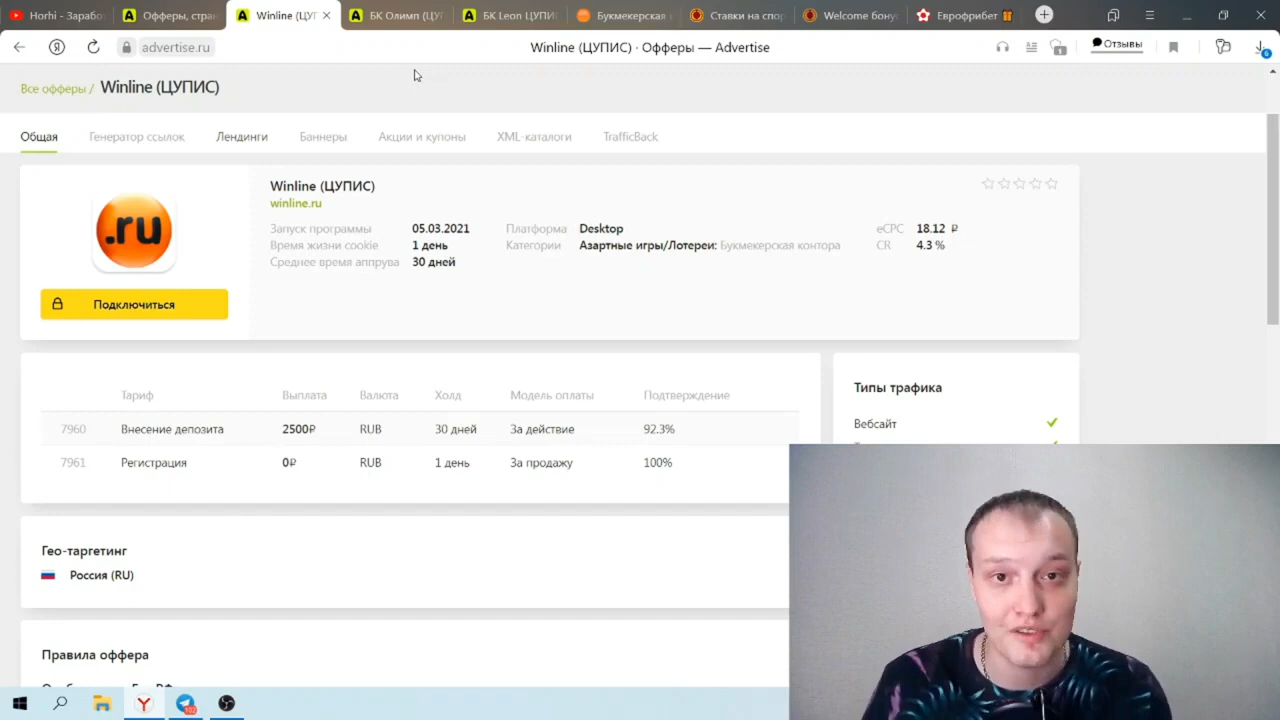 Horhi - Зарабо
Офферы, стран
Winline (ЦУГ
БК Олимп (ЦУ
БК Leon ЦУПИ
Букмекерская
Ставки на спор
Welcome бону
Еврофрибет
advertise.ru
Winline (ЦУПИС) · Офферы — Advertise
Отзывы
Все офферы / Winline (ЦУПИС)
Общая
Генератор ссылок
Лендинги
Баннеры
Акции и купоны
XML-каталоги
TrafficBack
.ru
Подключиться
Winline (ЦУПИС)
winline.ru
Запуск программы 05.03.2021 Платформа Desktop eCPC 18.12 ₽
Время жизни cookie 1 день Категории Азартные игры/Лотереи: Букмекерская контора CR 4.3 %
Среднее время аппрува 30 дней
Тариф Выплата Валюта Холд Модель оплаты Подтверждение
7960 Внесение депозита 2500₽ RUB 30 дней За действие 92.3%
7961 Регистрация 0₽ RUB 1 день За продажу 100%
Типы трафика
Вебсайт
Гео-таргетинг
Россия (RU)
Правила оффера
102